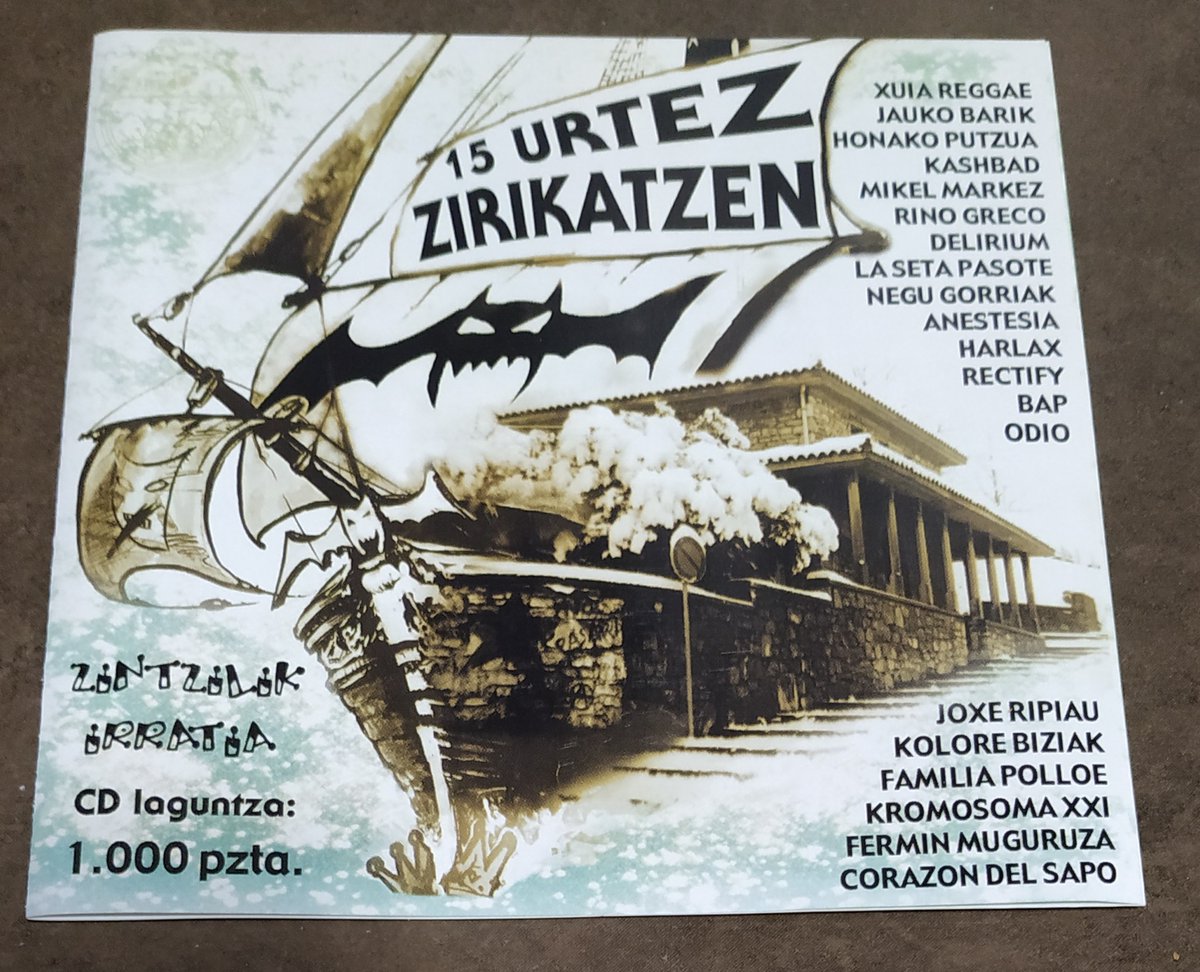 15 URTEZ
ZIRIKATZEN
XUIA REGGAE
JAUKO BARIK
HONAKO PUTZUA
KASHBAD
MIKEL MARKEZ
RINO GRECO
DELIRIUM
LA SETA PASOTE
NEGU GORRIAK
ANESTESIA
HARLAX
RECTIFY
BAP
ODIO
ZiNTZiLiK
iRRATiA
CD laguntza:
1.000 pzta.
JOXE RIPIAU
KOLORE BIZIAK
FAMILIA POLLOE
KROMOSOMA XXI
FERMIN MUGURUZA
CORAZON DEL SAPO